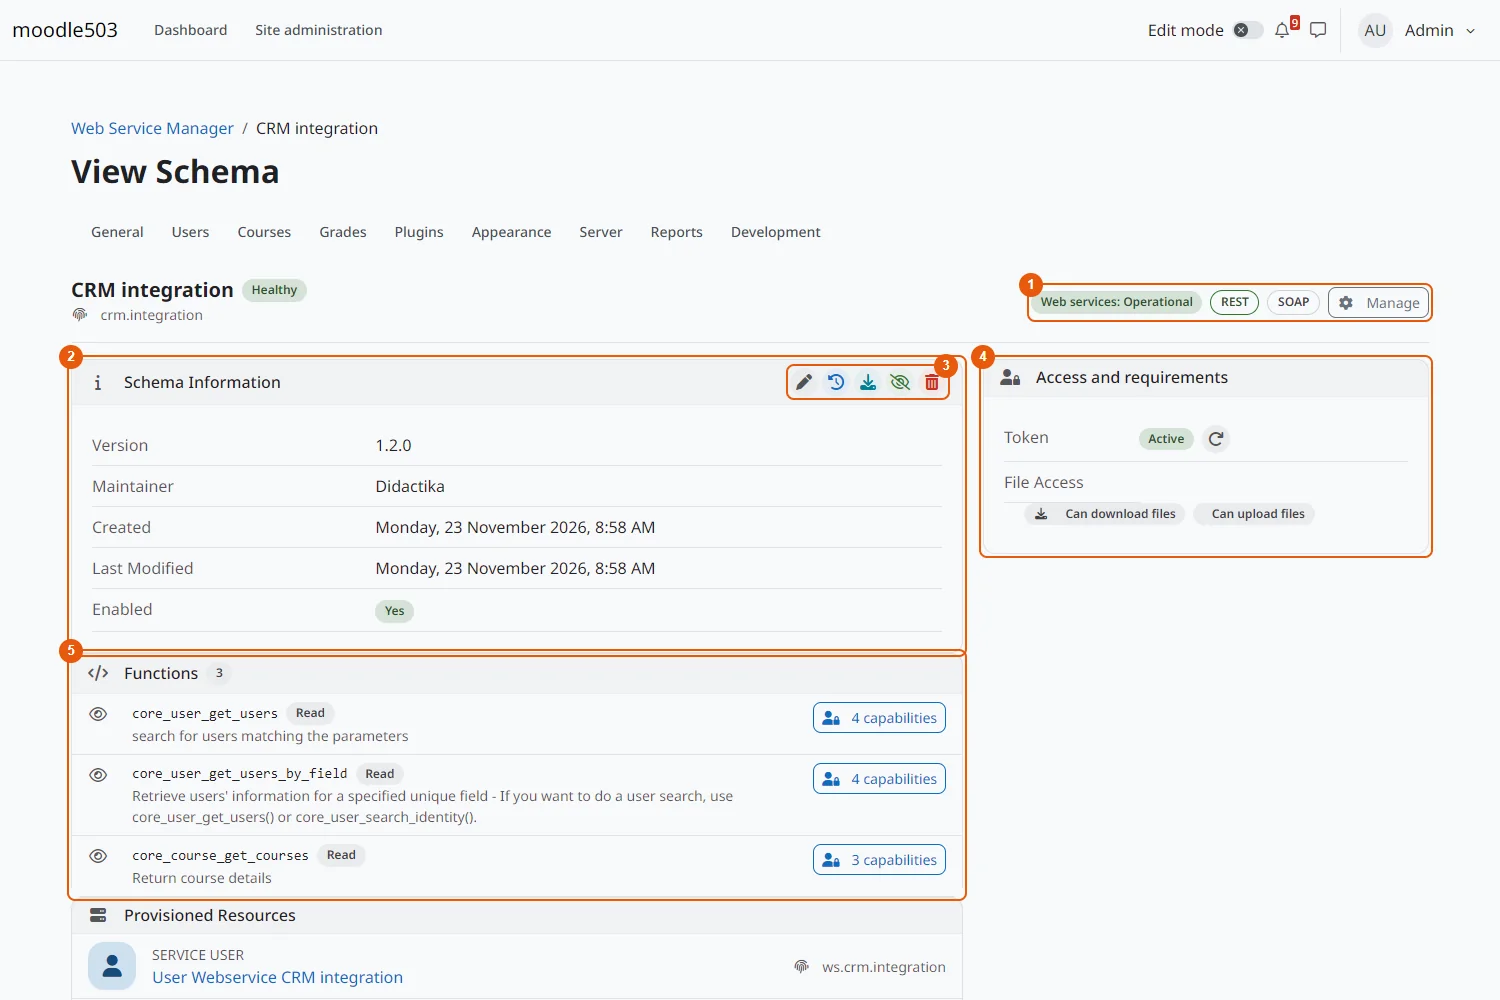 moodle503 Dashboard Site administration Edit mode 9 AU Admin
Web Service Manager / CRM integration
View Schema
General Users Courses Grades Plugins Appearance Server Reports Development
CRM integration Healthy
crm.integration
1 Web services: Operational REST SOAP Manage
2 Schema Information 3
Version 1.2.0
Maintainer Didactika
Created Monday, 23 November 2026, 8:58 AM
Last Modified Monday, 23 November 2026, 8:58 AM
Enabled Yes
4 Access and requirements
Token Active
File Access
Can download files Can upload files
5 Functions 3
core_user_get_users Read 4 capabilities
search for users matching the parameters
core_user_get_users_by_field Read 4 capabilities
Retrieve users' information for a specified unique field - If you want to do a user search, use
core_user_get_users() or core_user_search_identity().
core_course_get_courses Read 3 capabilities
Return course details
Provisioned Resources
SERVICE USER
User Webservice CRM integration ws.crm.integration